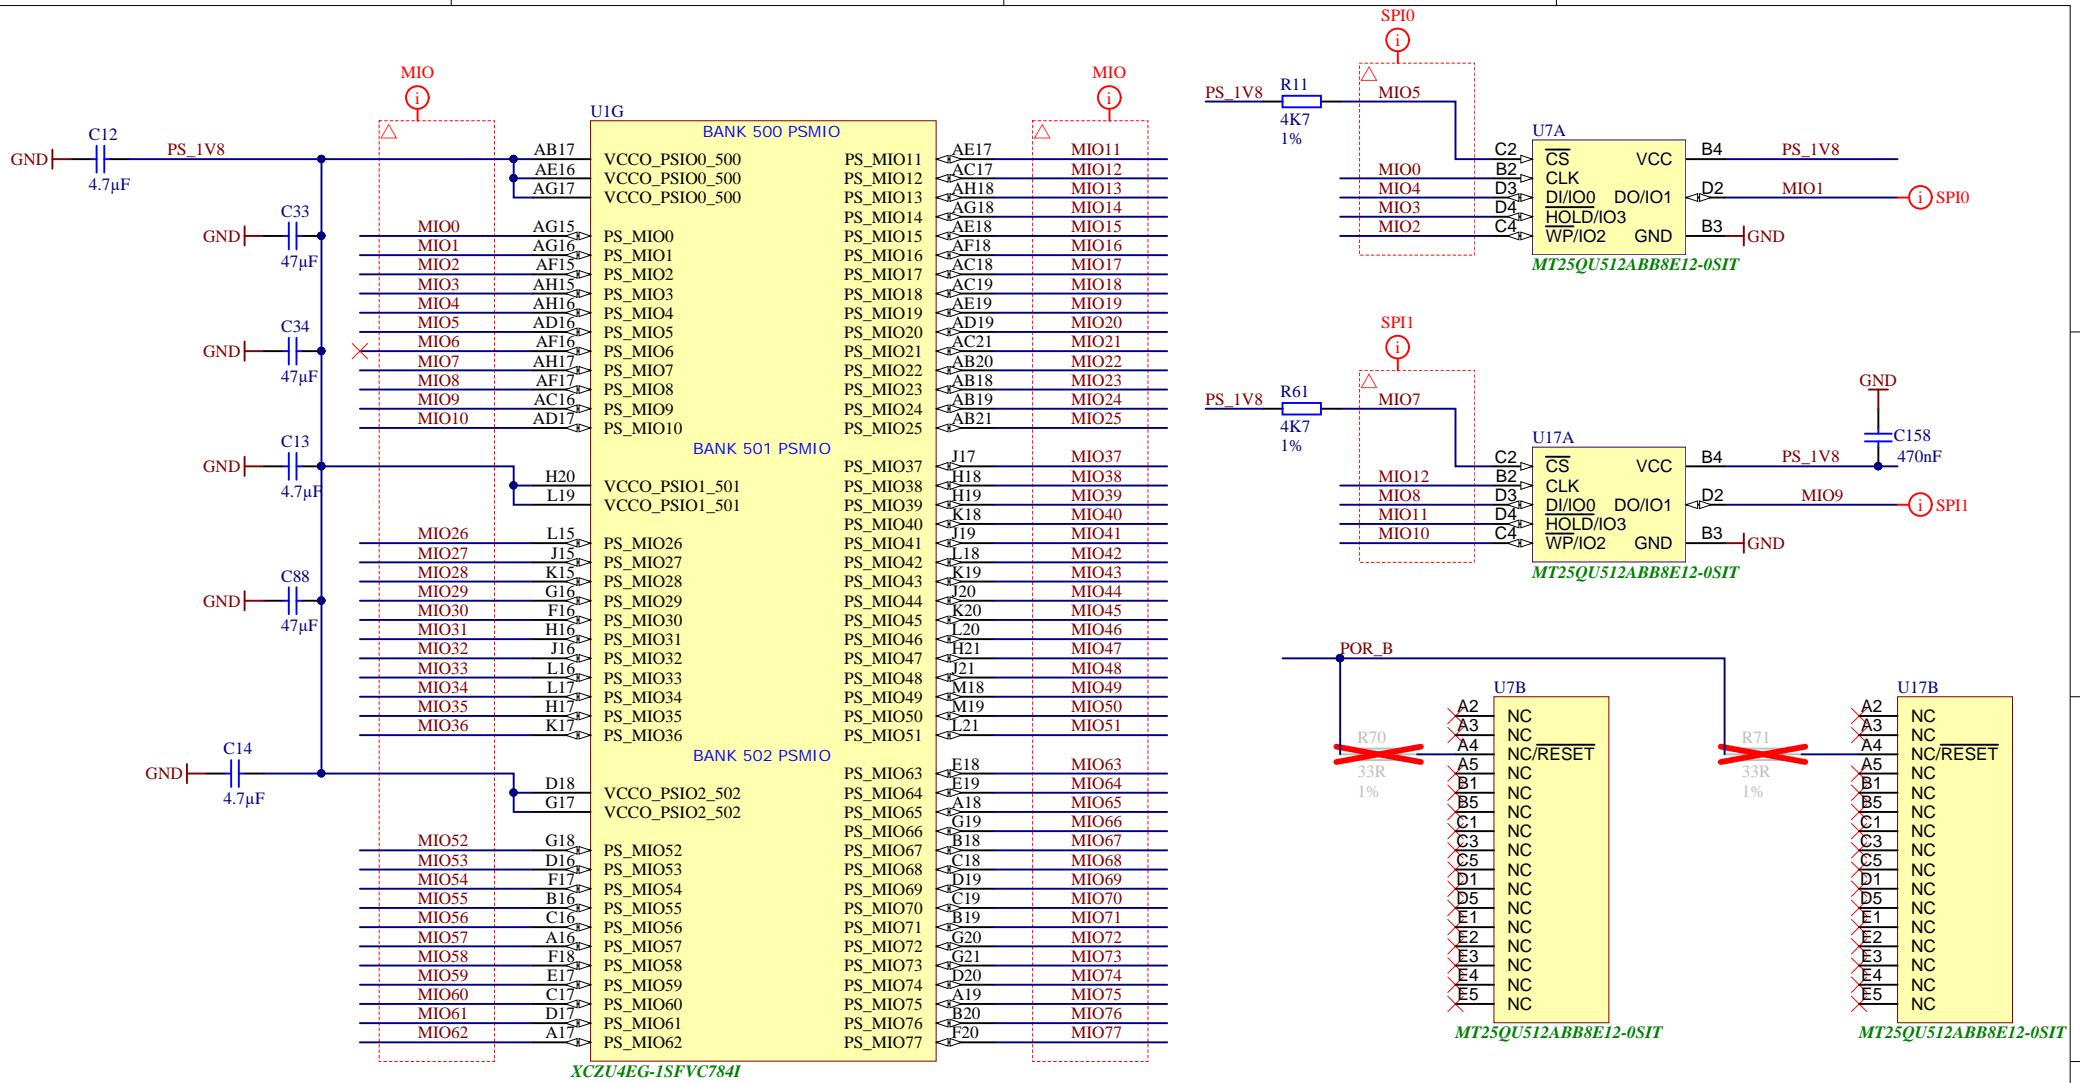 SPI0
MIO
MIO
PS_1V8 R11 MIO5
4K7
1%
U1G
BANK 500 PSMIO
U7A
C12
GND PS_1V8
4.7µF
AB17 VCCO_PSIO0_500
AE16 VCCO_PSIO0_500
AG17 VCCO_PSIO0_500
C33
GND
47µF
MIO0 AG15 PS_MIO0
MIO1 AG16 PS_MIO1
MIO2 AF15 PS_MIO2
MIO3 AH15 PS_MIO3
MIO4 AH16 PS_MIO4
MIO5 AD16 PS_MIO5
MIO6 AF16 PS_MIO6
MIO7 AH17 PS_MIO7
MIO8 AF17 PS_MIO8
MIO9 AC16 PS_MIO9
MIO10 AD17 PS_MIO10
C34
GND
47µF
PS_MIO11 AE17 MIO11
PS_MIO12 AC17 MIO12
PS_MIO13 AH18 MIO13
PS_MIO14 AG18 MIO14
PS_MIO15 AE18 MIO15
PS_MIO16 AF18 MIO16
PS_MIO17 AC18 MIO17
PS_MIO18 AC19 MIO18
PS_MIO19 AE19 MIO19
PS_MIO20 AD19 MIO20
PS_MIO21 AC21 MIO21
PS_MIO22 AB20 MIO22
PS_MIO23 AB18 MIO23
PS_MIO24 AB19 MIO24
PS_MIO25 AB21 MIO25
BANK 501 PSMIO
C13
GND
4.7µF
H20 VCCO_PSIO1_501
L19 VCCO_PSIO1_501
C88
GND
47µF
MIO26 L15 PS_MIO26
MIO27 J15 PS_MIO27
MIO28 K15 PS_MIO28
MIO29 G16 PS_MIO29
MIO30 F16 PS_MIO30
MIO31 H16 PS_MIO31
MIO32 J16 PS_MIO32
MIO33 L16 PS_MIO33
MIO34 L17 PS_MIO34
MIO35 H17 PS_MIO35
MIO36 K17 PS_MIO36
PS_MIO37 J17 MIO37
PS_MIO38 H18 MIO38
PS_MIO39 H19 MIO39
PS_MIO40 K18 MIO40
PS_MIO41 J19 MIO41
PS_MIO42 L18 MIO42
PS_MIO43 K19 MIO43
PS_MIO44 J20 MIO44
PS_MIO45 K20 MIO45
PS_MIO46 L20 MIO46
PS_MIO47 H21 MIO47
PS_MIO48 J21 MIO48
PS_MIO49 M18 MIO49
PS_MIO50 M19 MIO50
PS_MIO51 L21 MIO51
BANK 502 PSMIO
C14
GND
4.7µF
D18 VCCO_PSIO2_502
G17 VCCO_PSIO2_502
MIO52 G18 PS_MIO52
MIO53 D16 PS_MIO53
MIO54 F17 PS_MIO54
MIO55 B16 PS_MIO55
MIO56 C16 PS_MIO56
MIO57 A16 PS_MIO57
MIO58 F18 PS_MIO58
MIO59 E17 PS_MIO59
MIO60 C17 PS_MIO60
MIO61 D17 PS_MIO61
MIO62 A17 PS_MIO62
PS_MIO63 E18 MIO63
PS_MIO64 E19 MIO64
PS_MIO65 A18 MIO65
PS_MIO66 G19 MIO66
PS_MIO67 B18 MIO67
PS_MIO68 C18 MIO68
PS_MIO69 D19 MIO69
PS_MIO70 C19 MIO70
PS_MIO71 B19 MIO71
PS_MIO72 G20 MIO72
PS_MIO73 G21 MIO73
PS_MIO74 D20 MIO74
PS_MIO75 A19 MIO75
PS_MIO76 B20 MIO76
PS_MIO77 F20 MIO77
XCZU4EG-1SFVC784I
C2 CS VCC B4 PS_1V8
MIO0 B2 CLK
MIO4 D3 DI/IO0 DO/IO1 D2 MIO1 SPI0
MIO3 D4 HOLD/IO3
MIO2 C4 WP/IO2 GND B3 GND
MT25QU512ABB8E12-0SIT
SPI1
PS_1V8 R61 MIO7
4K7
1%
GND
C158
470nF
U17A
C2 CS VCC B4 PS_1V8
MIO12 B2 CLK
MIO8 D3 DI/IO0 DO/IO1 D2 MIO9 SPI1
MIO11 D4 HOLD/IO3
MIO10 C4 WP/IO2 GND B3 GND
MT25QU512ABB8E12-0SIT
POR_B
R70
33R
1%
U7B
A2 NC
A3 NC
A4 NC/RESET
A5 NC
B1 NC
B5 NC
C1 NC
C3 NC
C5 NC
D1 NC
D5 NC
E1 NC
E2 NC
E3 NC
E4 NC
E5 NC
MT25QU512ABB8E12-0SIT
R71
33R
1%
U17B
A2 NC
A3 NC
A4 NC/RESET
A5 NC
B1 NC
B5 NC
C1 NC
C3 NC
C5 NC
D1 NC
D5 NC
E1 NC
E2 NC
E3 NC
E4 NC
E5 NC
MT25QU512ABB8E12-0SIT